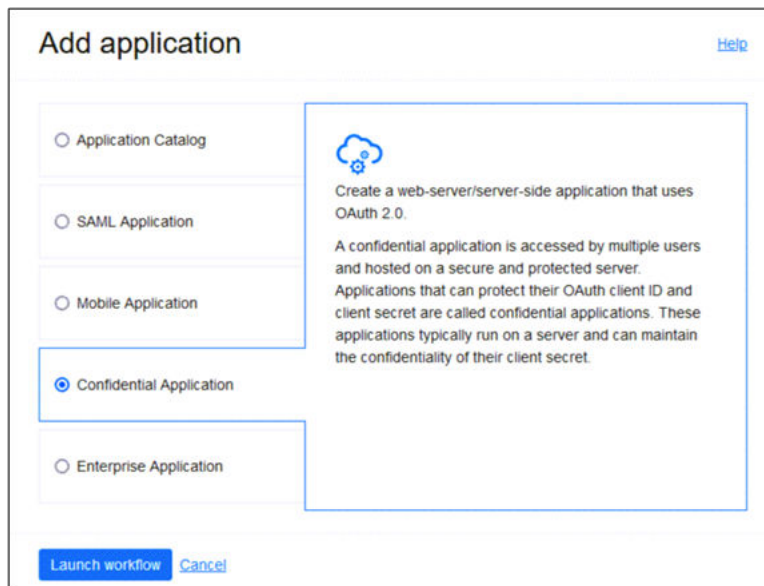 Add application
Help
Application Catalog
SAML Application
Mobile Application
Confidential Application
Enterprise Application
Create a web-server/server-side application that uses
OAuth 2.0.
A confidential application is accessed by multiple users
and hosted on a secure and protected server.
Applications that can protect their OAuth client ID and
client secret are called confidential applications. These
applications typically run on a server and can maintain
the confidentiality of their client secret.
Launch workflow
Cancel